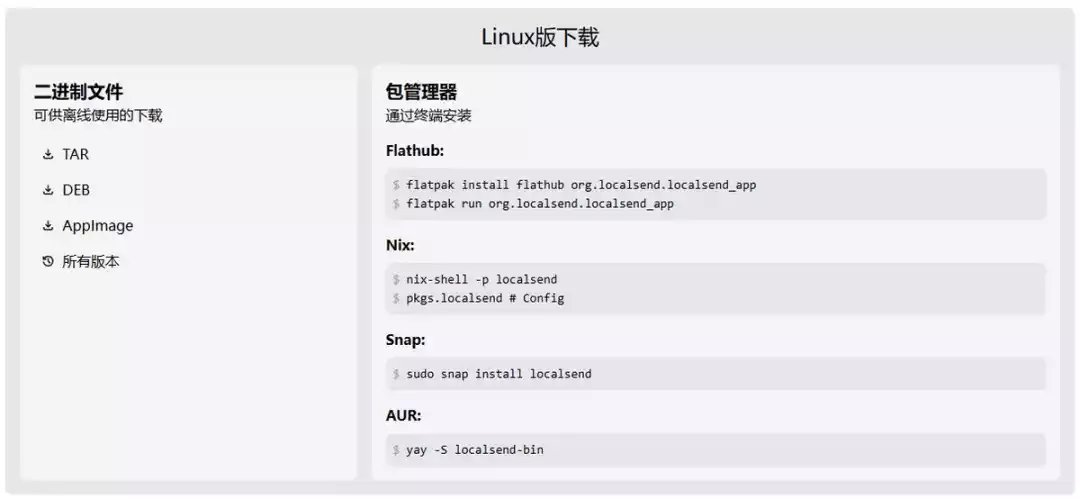 Linux版下载
二进制文件
可供离线使用的下载
TAR
DEB
AppImage
所有版本
包管理器
通过终端安装
Flathub:
$ flatpak install flathub org.localsend.localsend_app
$ flatpak run org.localsend.localsend_app
Nix:
$ nix-shell -p localsend
$ pkgs.localsend # Config
Snap:
$ sudo snap install localsend
AUR:
$ yay -S localsend-bin